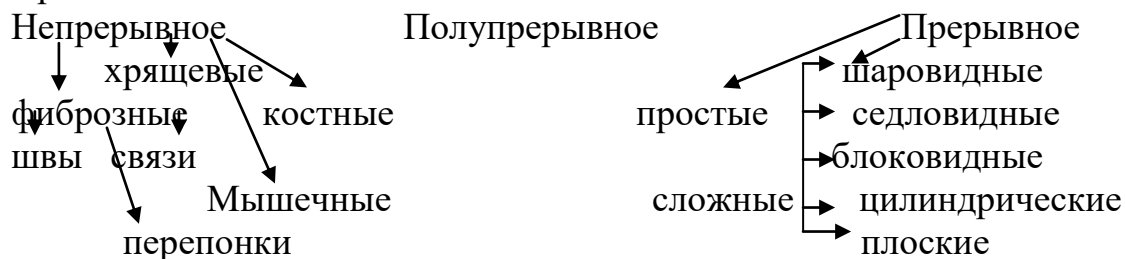 Непрерывное Полупрерывное Прерывное
хрящевые шаровидные
фиброзные костные простые седловидные
швы связи блоковидные
Мышечные сложные цилиндрические
перепонки плоские